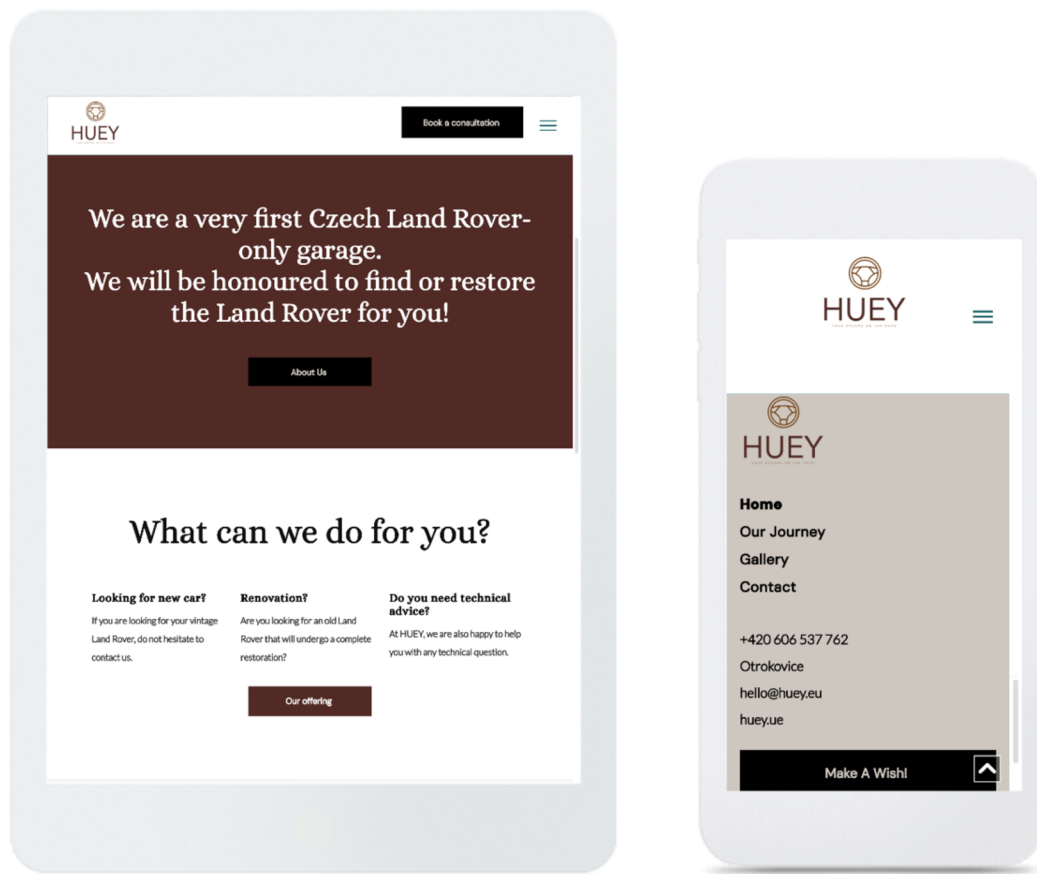 HUEY
Book a consultation
We are a very first Czech Land Rover-
only garage.
We will be honoured to find or restore
the Land Rover for you!
About Us
What can we do for you?
Looking for new car?
If you are looking for your vintage
Land Rover, do not hesitate to
contact us.
Renovation?
Are you looking for an old Land
Rover that will undergo a complete
restoration?
Do you need technical
advice?
At HUEY, we are also happy to help
you with any technical question.
Our offering
HUEY
HUEY
Home
Our Journey
Gallery
Contact
+420 606 537 762
Otrokovice
hello@huey.eu
huey.ue
Make A Wish!